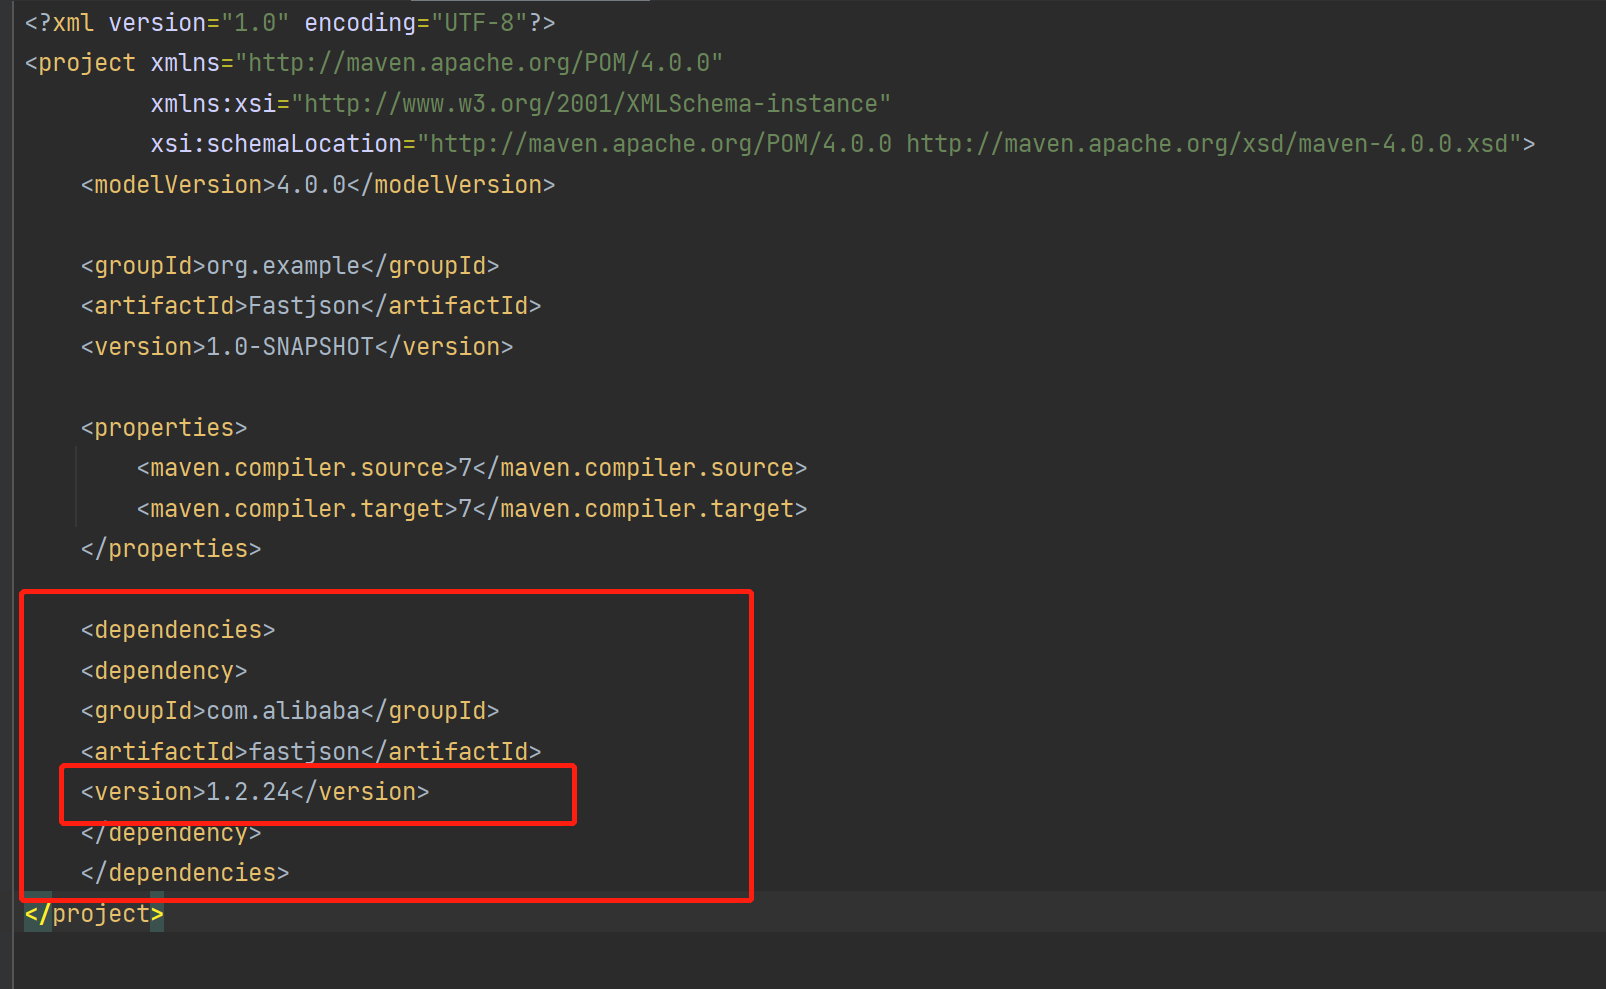 <?xml version="1.0" encoding="UTF-8"?>
<project xmlns="http://maven.apache.org/POM/4.0.0"
         xmlns:xsi="http://www.w3.org/2001/XMLSchema-instance"
         xsi:schemaLocation="http://maven.apache.org/POM/4.0.0 http://maven.apache.org/xsd/maven-4.0.0.xsd">
    <modelVersion>4.0.0</modelVersion>

    <groupId>org.example</groupId>
    <artifactId>Fastjson</artifactId>
    <version>1.0-SNAPSHOT</version>

    <properties>
        <maven.compiler.source>7</maven.compiler.source>
        <maven.compiler.target>7</maven.compiler.target>
    </properties>

    <dependencies>
    <dependency>
    <groupId>com.alibaba</groupId>
    <artifactId>fastjson</artifactId>
    <version>1.2.24</version>
    </dependency>
    </dependencies>
</project>